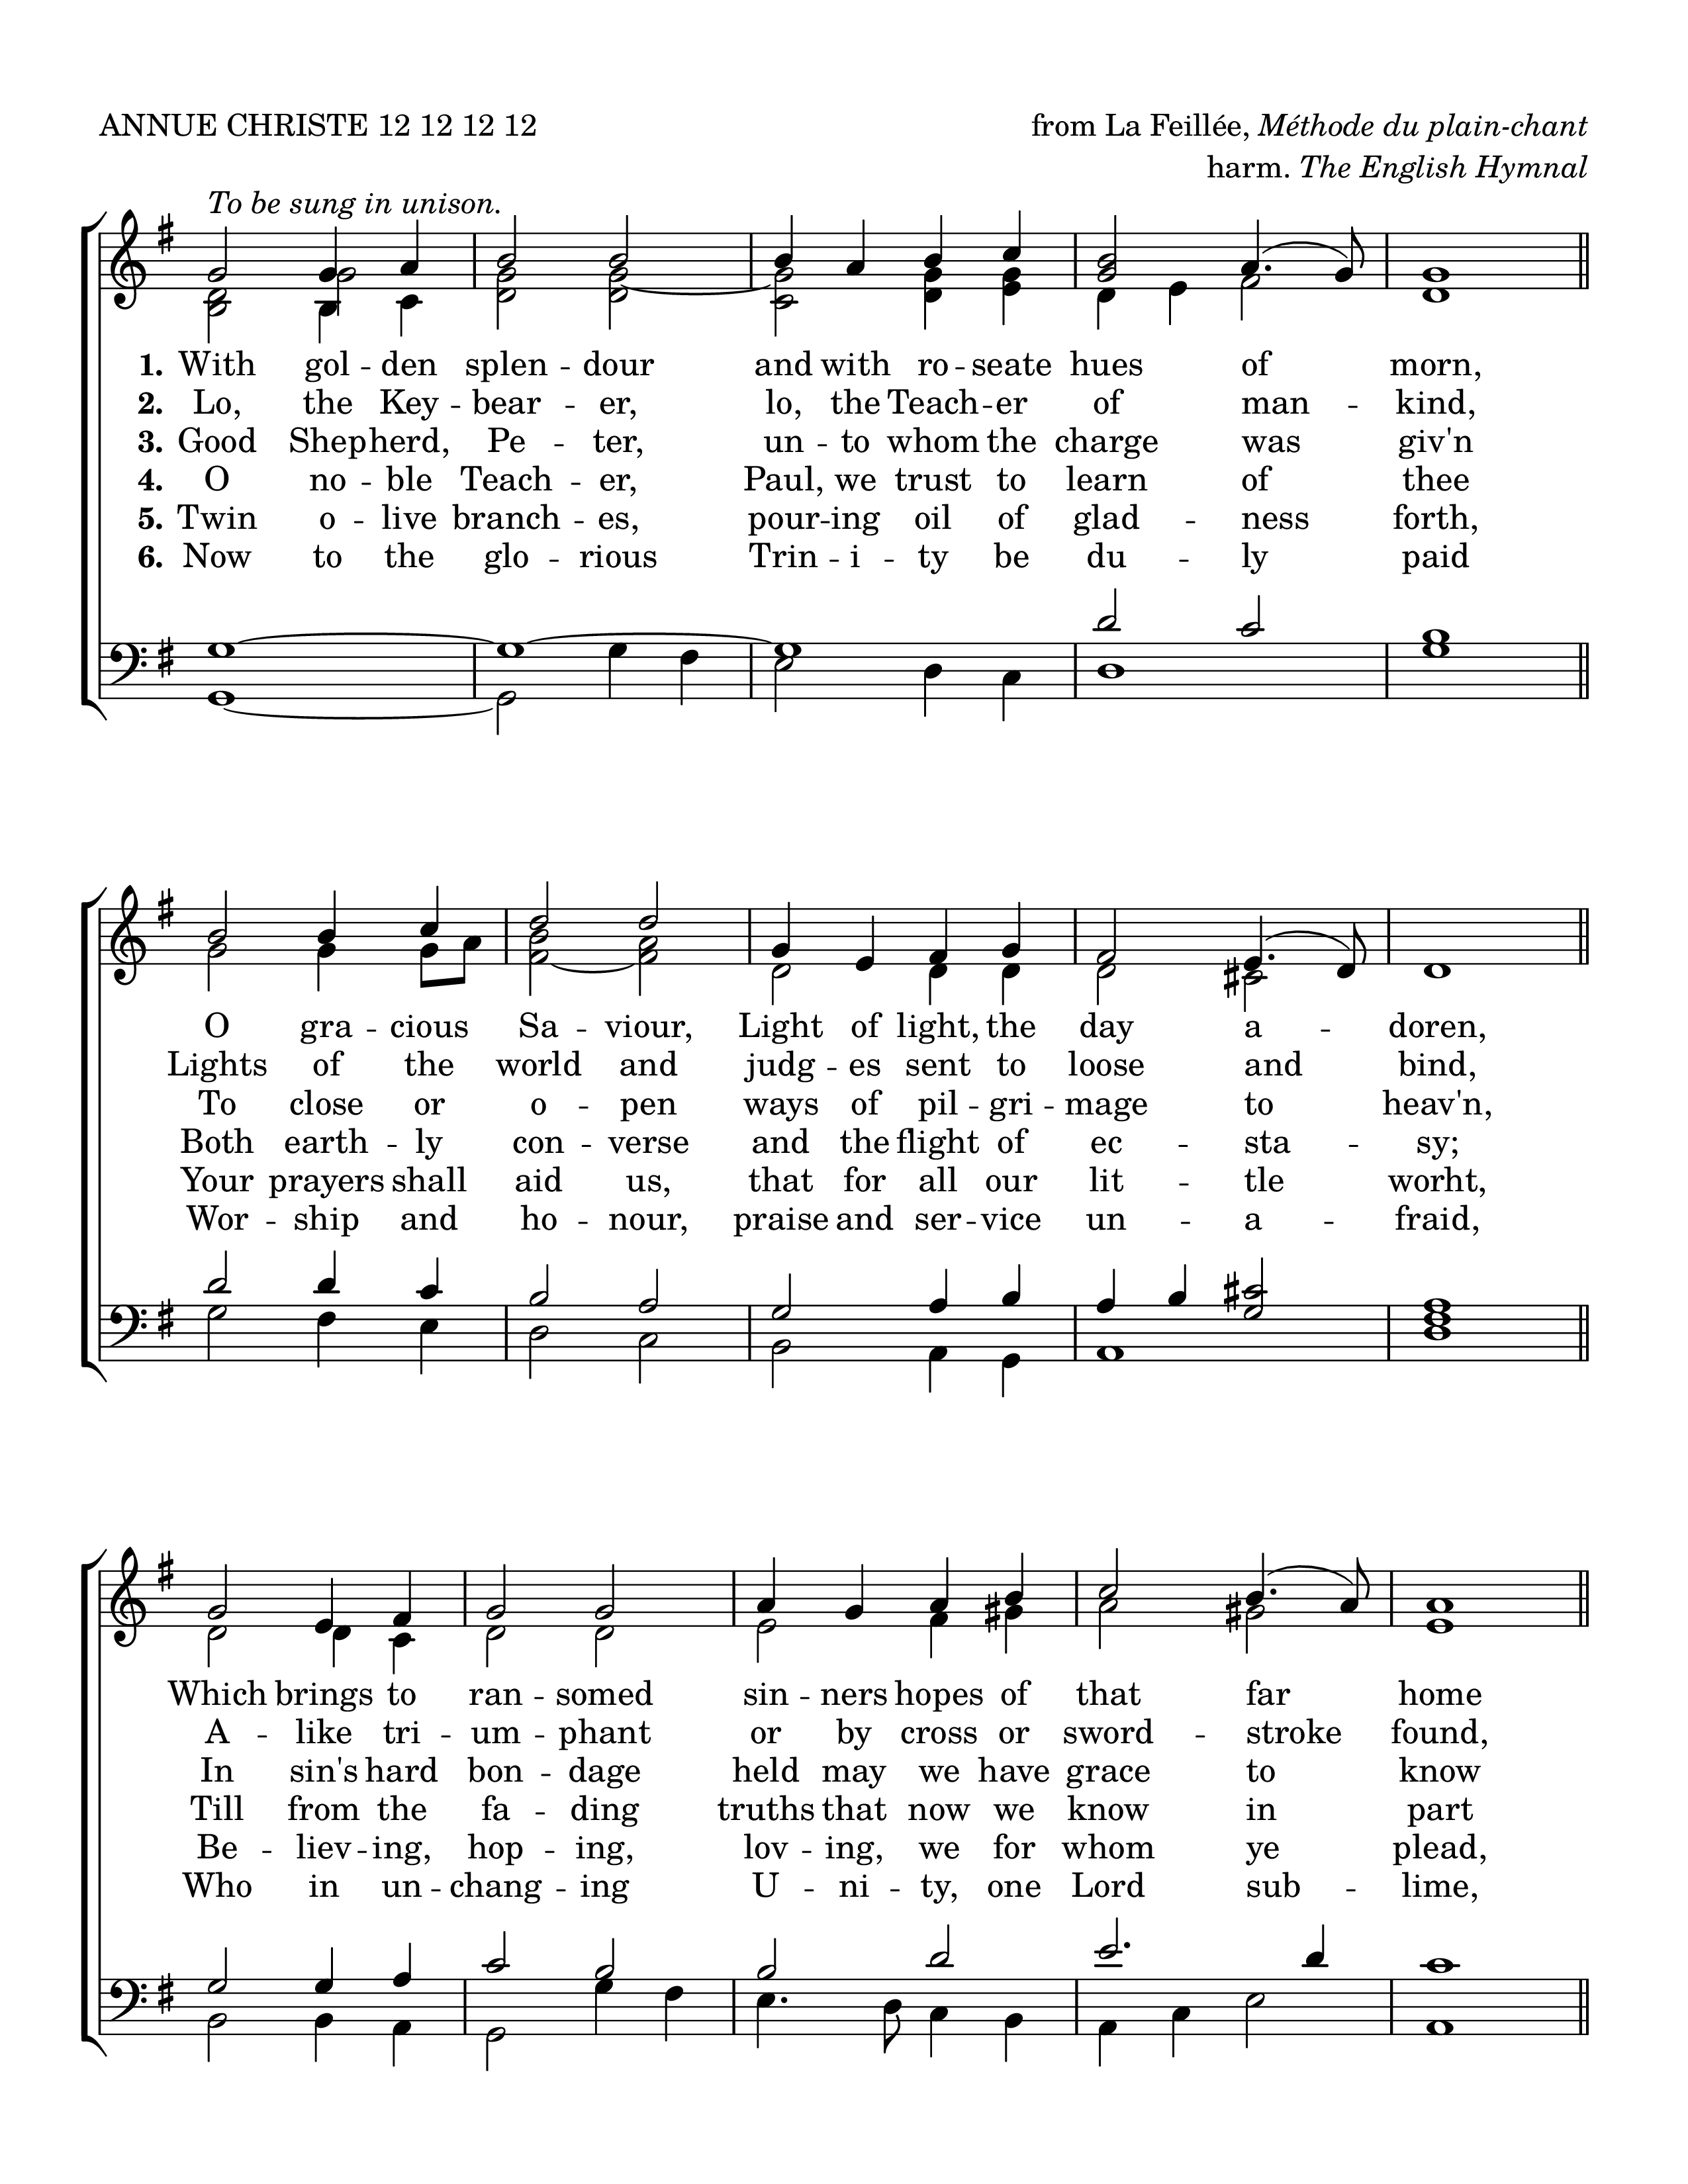 ANNUE CHRISTE 12 12 12 12
from La Feillée, Méthode du plain-chant
harm. The English Hymnal
To be sung in unison.
1. With gol - den splen - dour and with ro - seate hues of morn,
2. Lo, the Key - bear - er, lo, the Teach - er of man - kind,
3. Good Shepherd, Pe - ter, un - to whom the charge was giv'n
4. O no - ble Teach - er, Paul, we trust to learn of thee
5. Twin o - live branch - es, pour - ing oil of glad - ness forth,
6. Now to the glo - rious Trin - i - ty be du - ly paid
O gra - cious Sa - viour, Light of light, the day a - doren,
Lights of the world and judg - es sent to loose and bind,
To close or o - pen ways of pil - gri - mage to heav'n,
Both earth - ly con - verse and the flight of ec - sta - sy;
Your prayers shall aid us, that for all our lit - tle worht,
Wor - ship and ho - nour, praise and ser - vice un - a - fraid,
Which brings to ran - somed sin - ners hopes of that far home
A - like tri - um - phant or by cross or sword - stroke found,
In sin's hard bon - dage held may we have grace to know
Till from the fa - ding truths that now we know in part
Be - liev - ing, hop - ing, lov - ing, we for whom ye plead,
Who in un - chang - ing U - ni - ty, one Lord sub - lime,